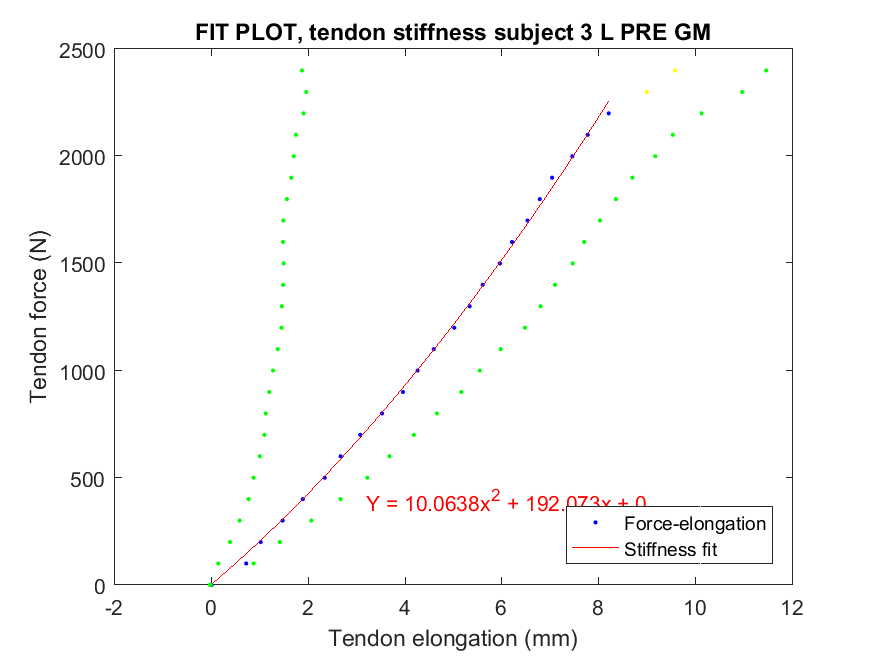 FIT PLOT, tendon stiffness subject 3 L PRE GM
2500
2000
1500
1000
500
0
Tendon force (N)
Y = 10.0638x² + 192.073x + 0
Force-elongation
Stiffness fit
-2 0 2 4 6 8 10 12
Tendon elongation (mm)